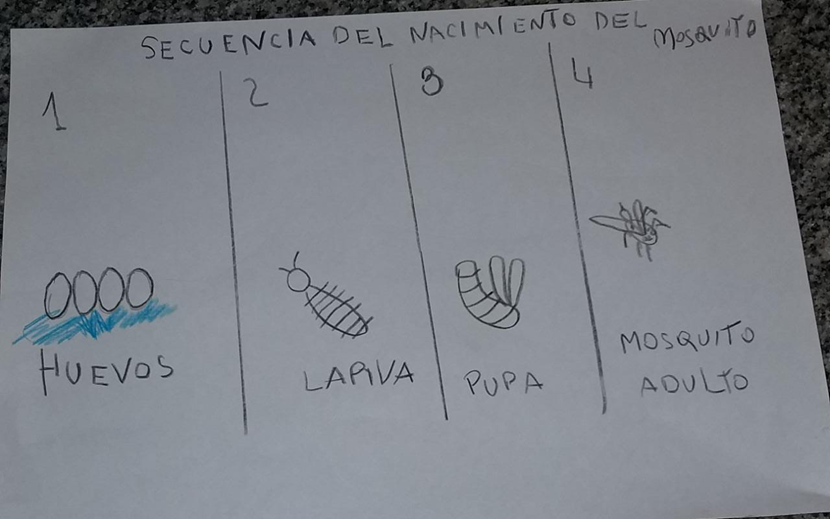 SECUENCIA DEL NACIMIENTO DEL MOSQUITO
1
2
3
4
HUEVOS
LARVA
PUPA
MOSQUITO
ADULTO